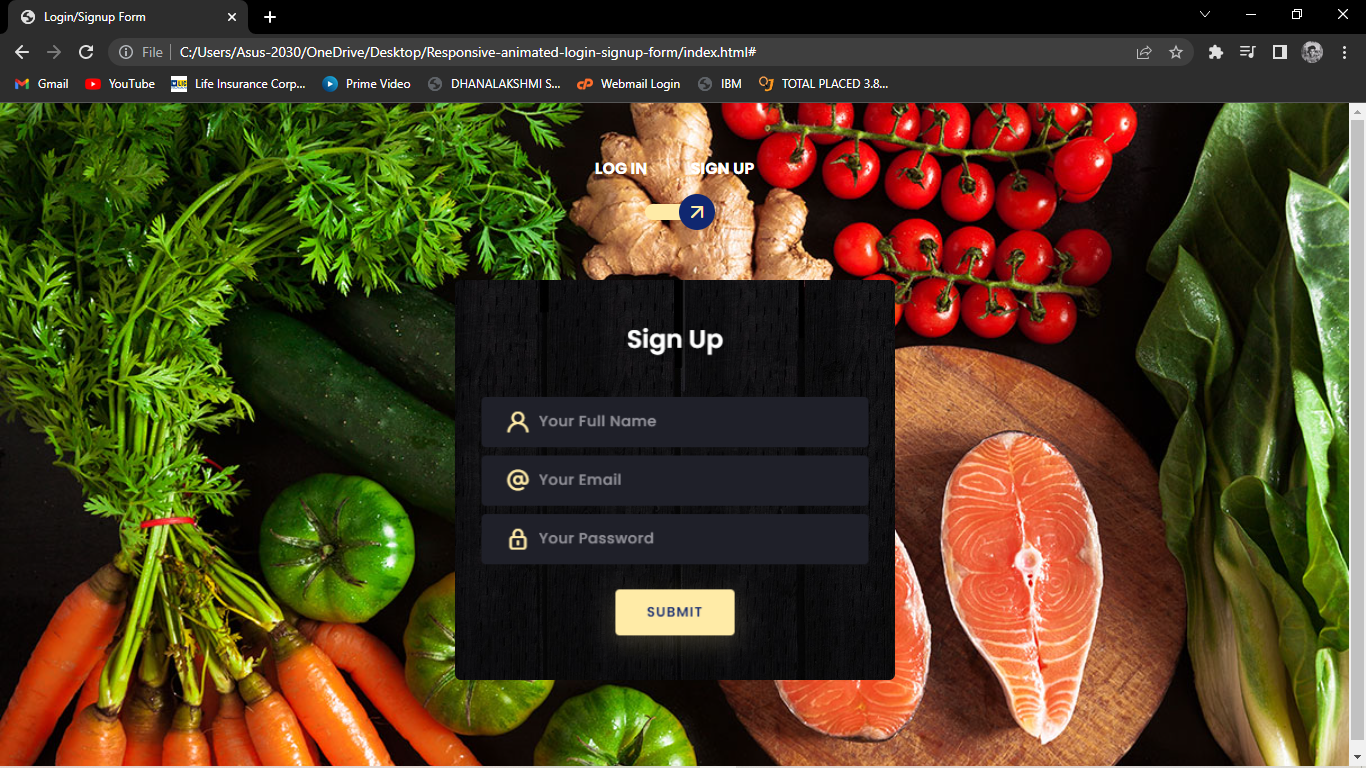 Login/Signup Form
File
C:/Users/Asus-2030/OneDrive/Desktop/Responsive-animated-login-signup-form/index.html#
Gmail YouTube Life Insurance Corp... Prime Video DHANALAKSHMI S... Webmail Login IBM TOTAL PLACED 3.8...
LOG IN SIGN UP
Sign Up
Your Full Name
Your Email
Your Password
SUBMIT